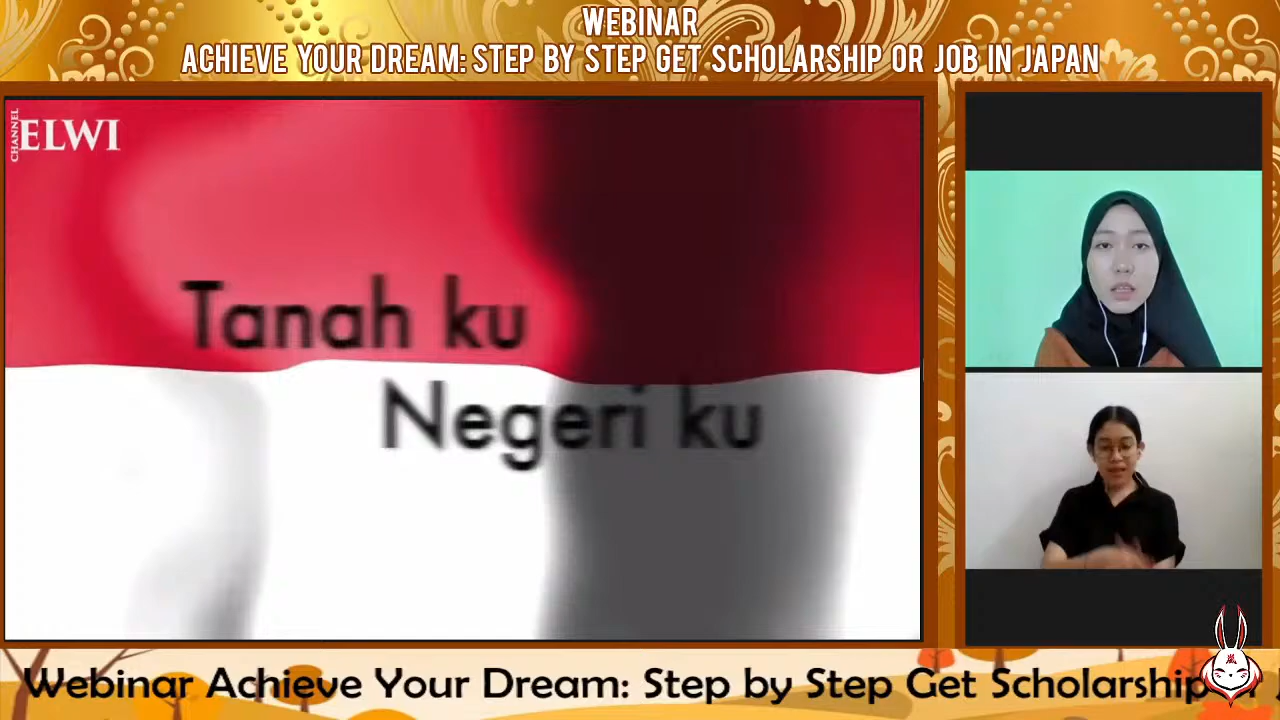 WEBINAR
ACHIEVE YOUR DREAM: STEP BY STEP GET SCHOLARSHIP OR JOB IN JAPAN
CHANNEL
ELWI
Tanah ku
Negeri ku
Webinar Achieve Your Dream: Step by Step Get Scholarship